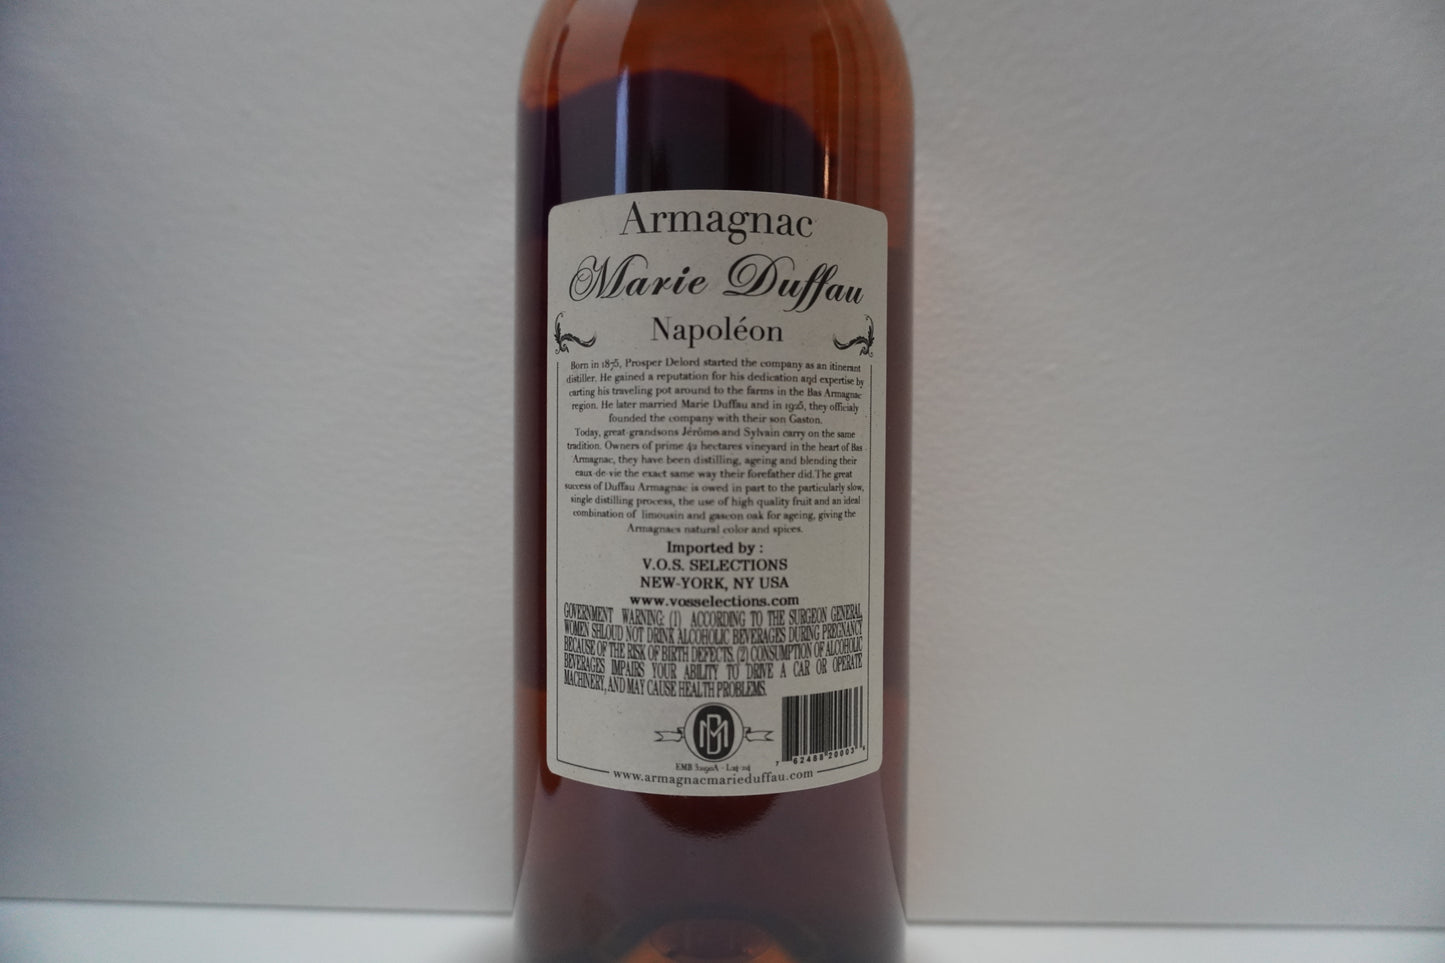 Armagnac
Marie Duffau
Napoléon
Born in 1875, Prosper Delord started the company as an itinerant
distiller. He gained a reputation for his dedication and expertise by
carting his traveling pot around to the farms in the Bas Armagnac
region. He later married Marie Duffau and in 1925, they officialy
founded the company with their son Gaston.
Today, great-grandsons Jérôme and Sylvain carry on the same
tradition. Owners of prime 42 hectares vineyard in the heart of Bas
Armagnac, they have been distilling, ageing and blending their
eaux-de-vie the exact same way their forefather did.The great
success of Duffau Armagnac is owed in part to the particularly slow,
single distilling process, the use of high quality fruit and an ideal
combination of limousin and gascon oak for ageing, giving the
Armagnacs natural color and spices.
Imported by :
V.O.S. SELECTIONS
NEW-YORK, NY USA
www.vosselections.com
GOVERNMENT WARNING: (1) ACCORDING TO THE SURGEON GENERAL,
WOMEN SHLOUD NOT DRINK ALCOHOLIC BEVERAGES DURING PREGNANCY
BECAUSE OF THE RISK OF BIRTH DEFECTS. (2) CONSUMPTION OF ALCOHOLIC
BEVERAGES IMPAIRS YOUR ABILITY TO DRIVE A CAR OR OPERATE
MACHINERY, AND MAY CAUSE HEALTH PROBLEMS.
7 62488 20003
EMB
www.armagnacmarieduffau.com